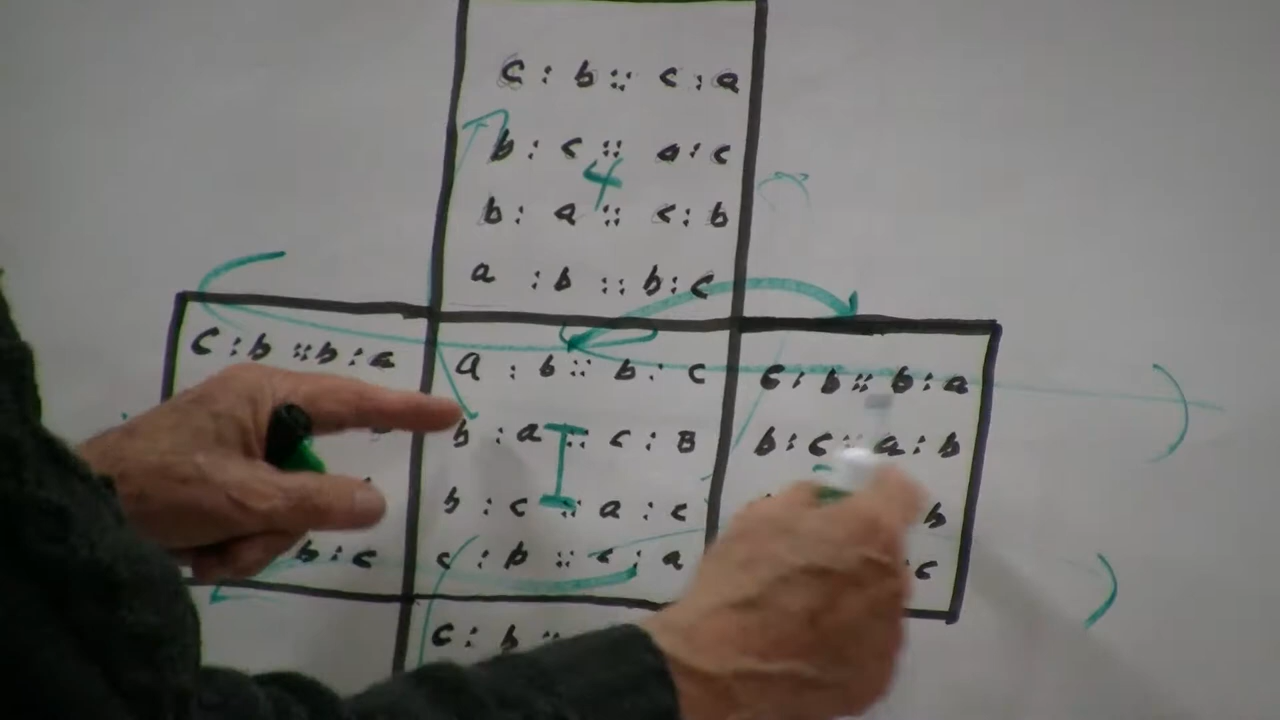 C : b :: c : a
b : c :: a : c
4
b : a :: c : b
a : b :: b : c
C : b :: b : a
a : b :: b : c
b : a :: c : B
I
b : c :: a : c
c : b :: c : a
b : c
C : b :: b : a
b : c :: a : b
b
c
C : b ::